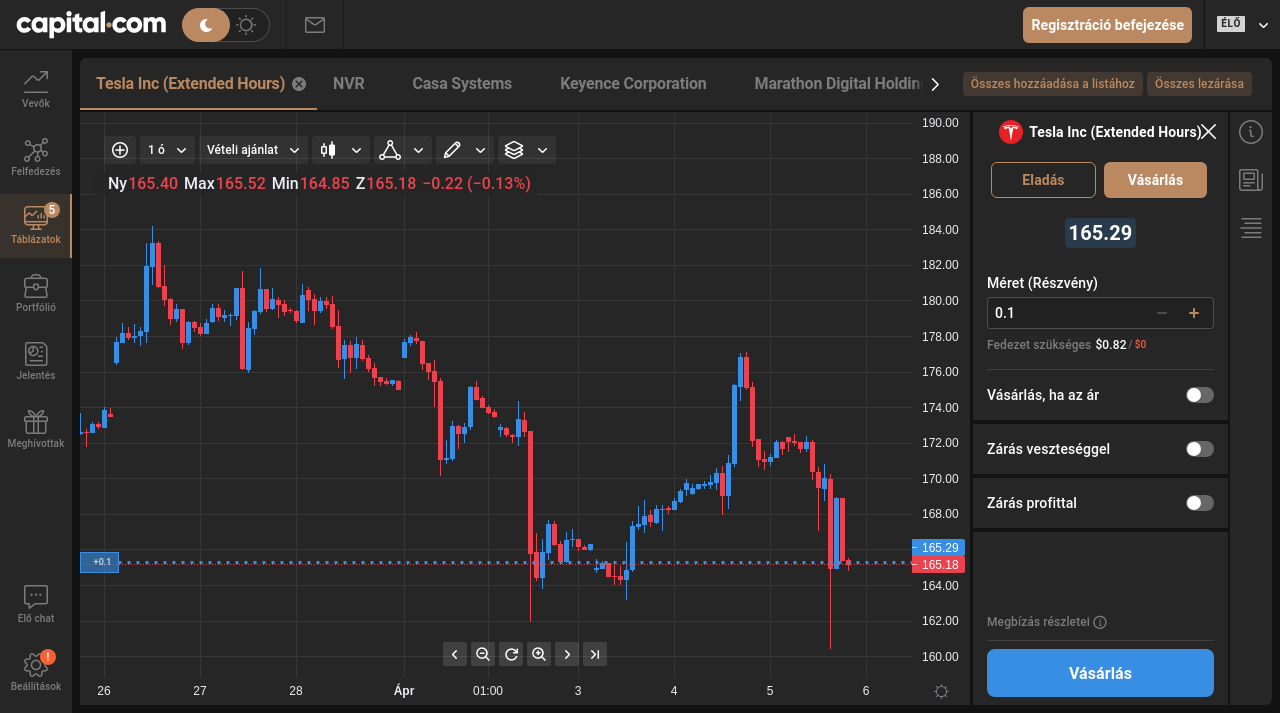 capital.com
Regisztráció befejezése
ÉLŐ
Vevők
Felfedezés
5
Táblázatok
Portfólió
Jelentés
Meghívottak
Elő chat
!
Beállítások
Tesla Inc (Extended Hours)
NVR
Casa Systems
Keyence Corporation
Marathon Digital Holdin
Összes hozzáadása a listához
Összes lezárása
1 ó
Vételi ajánlat
Ny165.40 Max165.52 Min164.85 Z165.18 −0.22 (−0.13%)
190.00
188.00
186.00
184.00
182.00
180.00
178.00
176.00
174.00
172.00
170.00
168.00
165.29
165.18
164.00
162.00
160.00
+0.1
26
27
28
Ápr
01:00
3
4
5
6
Tesla Inc (Extended Hours)
Eladás
Vásárlás
165.29
Méret (Részvény)
0.1
Fedezet szükséges $0.82 / $0
Vásárlás, ha az ár
Zárás veszteséggel
Zárás profittal
Megbízás részletei
Vásárlás